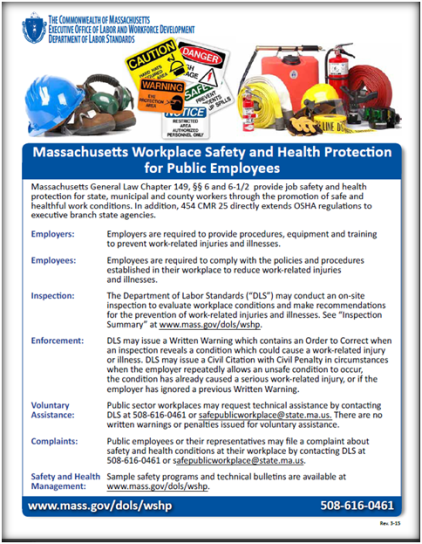 THE COMMONWEALTH OF MASSACHUSETTS
EXECUTIVE OFFICE OF LABOR AND WORKFORCE DEVELOPMENT
DEPARTMENT OF LABOR STANDARDS
CAUTION
HARD HATS
DANGER
WARNING
EYE
PROTECTION
AREA
SAFE
PREVENT
UP SPILLS
NOTICE
RESTRICTED
AREA
AUTHORIZED
PERSONNEL ONLY
LINE D
Massachusetts Workplace Safety and Health Protection
for Public Employees
Massachusetts General Law Chapter 149, §§ 6 and 6-1/2 provide job safety and health
protection for state, municipal and county workers through the promotion of safe and
healthful work conditions. In addition, 454 CMR 25 directly extends OSHA regulations to
executive branch state agencies.
Employers: Employers are required to provide procedures, equipment and training
to prevent work-related injuries and illnesses.
Employees: Employees are required to comply with the policies and procedures
established in their workplace to reduce work-related injuries
and illnesses.
Inspection: The Department of Labor Standards ("DLS") may conduct an on-site
inspection to evaluate workplace conditions and make recommendations
for the prevention of work-related injuries and illnesses. See "Inspection
Summary" at www.mass.gov/dols/wshp.
Enforcement: DLS may issue a Written Warning which contains an Order to Correct when
an inspection reveals a condition which could cause a work-related injury
or illness. DLS may issue a Civil Citation with Civil Penalty in circumstances
when the employer repeatedly allows an unsafe condition to occur,
the condition has already caused a serious work-related injury, or if the
employer has ignored a previous Written Warning.
Voluntary Assistance: Public sector workplaces may request technical assistance by contacting
DLS at 508-616-0461 or safepublicworkplace@state.ma.us. There are no
written warnings or penalties issued for voluntary assistance.
Complaints: Public employees or their representatives may file a complaint about
safety and health conditions at their workplace by contacting DLS at
508-616-0461 or safepublicworkplace@state.ma.us.
Safety and Health Management: Sample safety programs and technical bulletins are available at
www.mass.gov/dols/wshp.
www.mass.gov/dols/wshp 508-616-0461
Rev. 5-15